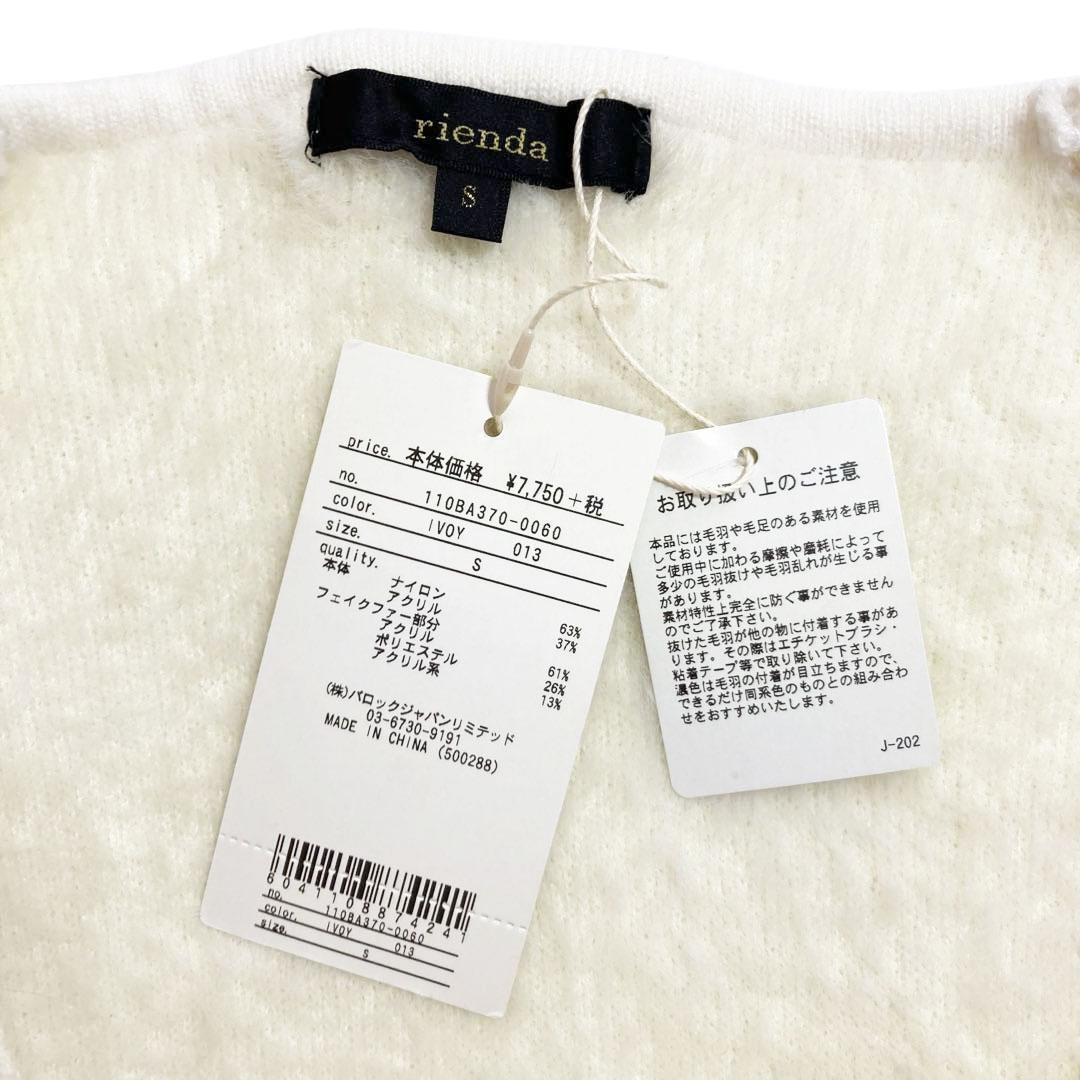 rienda
S
price. 本体価格 ¥7,750+税
no. 110BA370-0060
color. IVOY 013
size. S
quality.
本体
ナイロン 63%
アクリル 37%
フェイクファー部分
アクリル 61%
ポリエステル 26%
アクリル系 13%
(株)バロックジャパンリミテッド
03-6730-9191
MADE IN CHINA (500288)
6041108874241
no. 110BA370-0060
color. IVOY 013
size. S
お取り扱い上のご注意
本品には毛羽や毛足のある素材を使用
しております。
ご使用中に加わる摩擦や磨耗によって
多少の毛羽抜けや毛羽乱れが生じる事
があります。
素材特性上完全に防ぐ事ができません
のでご了承下さい。
抜けた毛羽が他の物に付着する事があ
ります。その際はエチケットブラシ・
粘着テープ等で取り除いて下さい。
濃色は毛羽の付着が目立ちますので、
できるだけ同系色のものとの組み合わ
せをおすすめいたします。
J-202